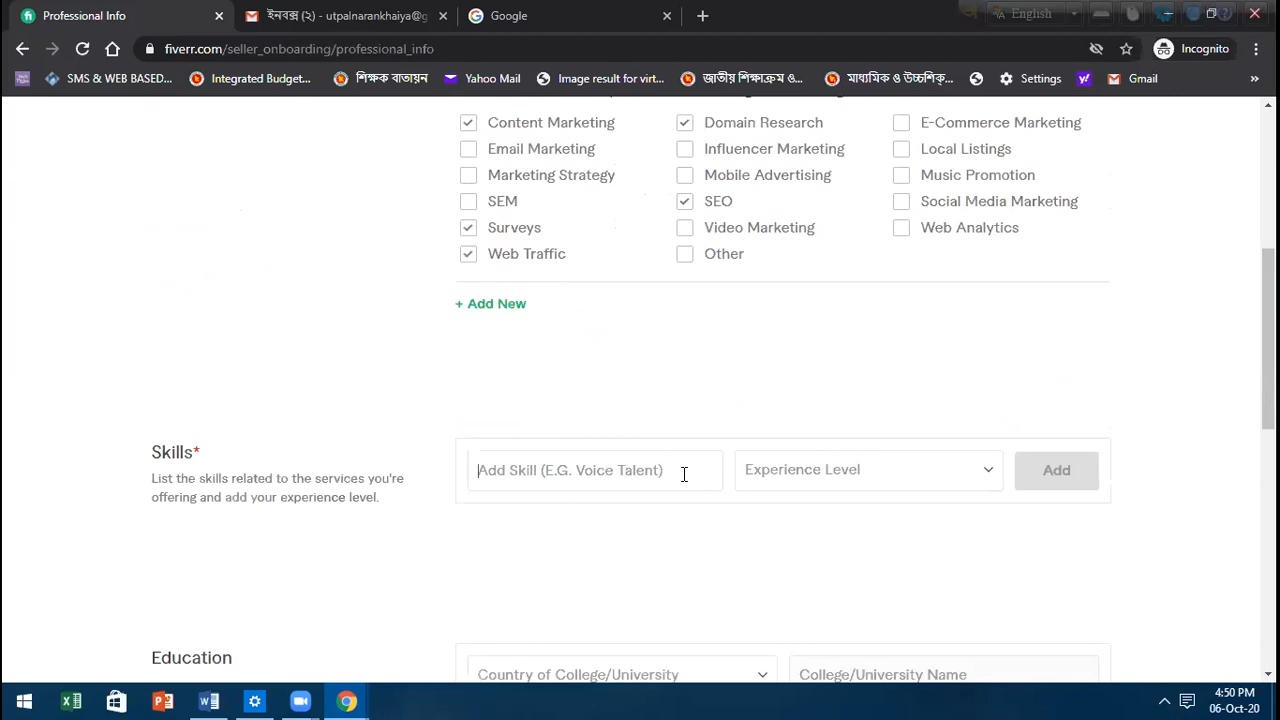 Professional Info
ইনবক্স (২) - utpalnarankhaiya@g
Google
English
fiverr.com/seller_onboarding/professional_info
Incognito
SMS & WEB BASED...
Integrated Budget...
শিক্ষক বাতায়ন
Yahoo Mail
Image result for virt...
জাতীয় শিক্ষাক্রম ও...
মাধ্যমিক ও উচ্চশিক্...
Settings
Gmail
»
Content Marketing
Domain Research
E-Commerce Marketing
Email Marketing
Influencer Marketing
Local Listings
Marketing Strategy
Mobile Advertising
Music Promotion
SEM
SEO
Social Media Marketing
Surveys
Video Marketing
Web Analytics
Web Traffic
Other
+ Add New
Skills*
List the skills related to the services you're
offering and add your experience level.
Add Skill (E.G. Voice Talent)
Experience Level
Add
Education
Country of College/University
College/University Name
4:50 PM
06-Oct-20